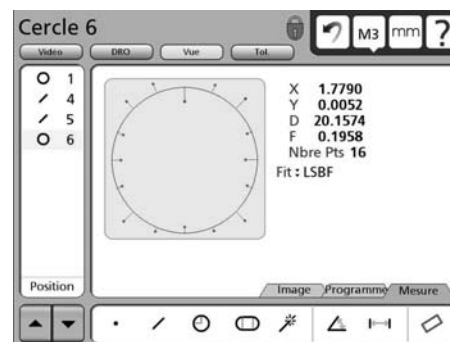 Cercle 6
M3 mm ?
Video DRO Vue Tol.
1
4
5
6
X 1.7790
Y 0.0052
D 20.1574
F 0.1958
Nbre Pts 16
Fit : LSBF
Position
Image Programme Mesure